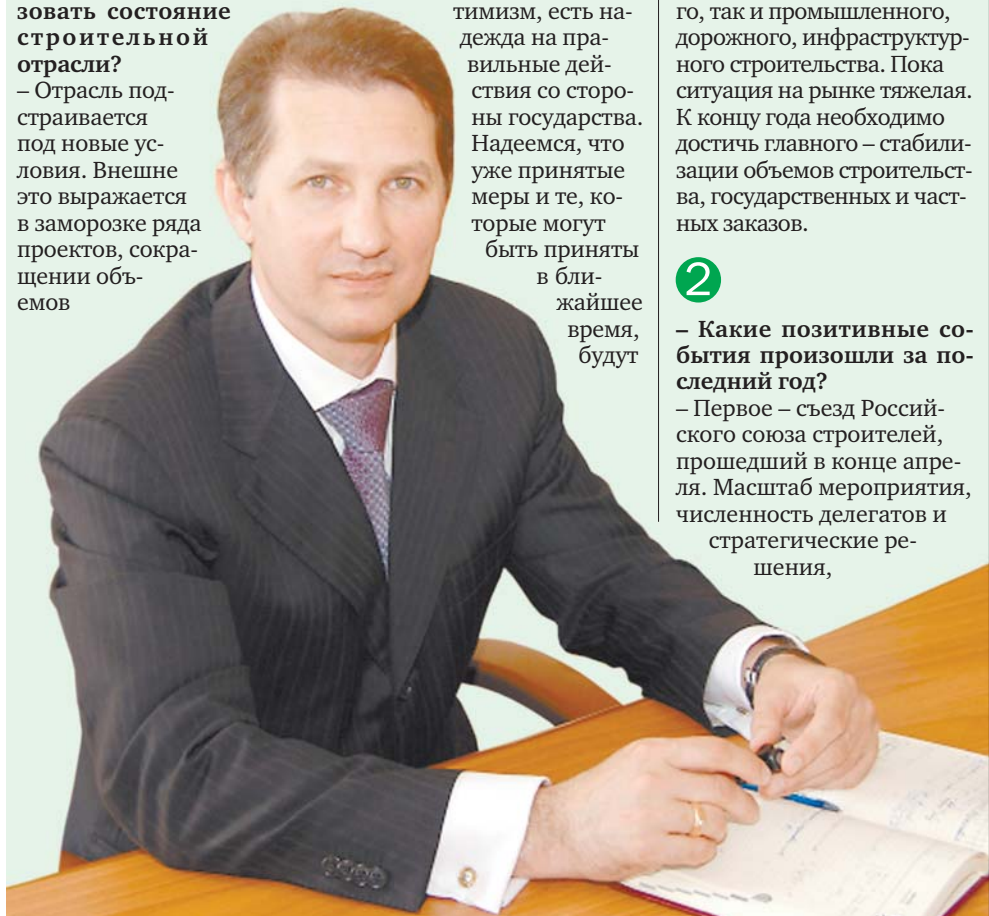 зовать состояние
строительной
отрасли?
– Отрасль под-
страивается
под новые ус-
ловия. Внешне
это выражается
в заморозке ряда
проектов, сокра-
щении объ-
емов
тимизм, есть на-
дежда на пра-
вильные дей-
ствия со сторо-
ны государства.
Надеемся, что
уже принятые
меры и те, ко-
торые могут
быть приняты
в бли-
жайшее
время,
будут
го, так и промышленного,
дорожного, инфраструктур-
ного строительства. Пока
ситуация на рынке тяжелая.
К концу года необходимо
достичь главного – стабили-
зации объемов строительст-
ва, государственных и част-
ных заказов.
2
– Какие позитивные со-
бытия произошли за по-
следний год?
– Первое – съезд Россий-
ского союза строителей,
прошедший в конце апре-
ля. Масштаб мероприятия,
численность делегатов и
стратегические ре-
шения,